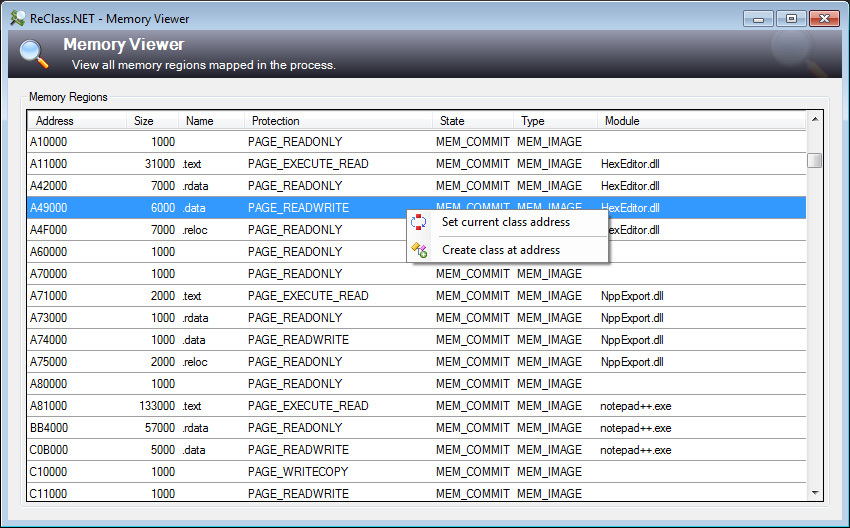 ReClass.NET - Memory Viewer
Memory Viewer
View all memory regions mapped in the process.
Memory Regions
Address Size Name Protection State Type Module
A10000 1000 PAGE_READONLY MEM_COMMIT MEM_IMAGE
A11000 31000 .text PAGE_EXECUTE_READ MEM_COMMIT MEM_IMAGE HexEditor.dll
A42000 7000 .rdata PAGE_READONLY MEM_COMMIT MEM_IMAGE HexEditor.dll
A49000 6000 .data PAGE_READWRITE MEM_COMMIT MEM_IMAGE HexEditor.dll
A4F000 7000 .reloc PAGE_READONLY Set current class address exEditor.dll
A60000 1000 PAGE_READONLY Create class at address
A70000 1000 PAGE_READONLY MEM_COMMIT MEM_IMAGE
A71000 2000 .text PAGE_EXECUTE_READ MEM_COMMIT MEM_IMAGE NppExport.dll
A73000 1000 .rdata PAGE_READONLY MEM_COMMIT MEM_IMAGE NppExport.dll
A74000 1000 .data PAGE_READWRITE MEM_COMMIT MEM_IMAGE NppExport.dll
A75000 2000 .reloc PAGE_READONLY MEM_COMMIT MEM_IMAGE NppExport.dll
A80000 1000 PAGE_READONLY MEM_COMMIT MEM_IMAGE
A81000 133000 .text PAGE_EXECUTE_READ MEM_COMMIT MEM_IMAGE notepad++.exe
BB4000 57000 .rdata PAGE_READONLY MEM_COMMIT MEM_IMAGE notepad++.exe
C0B000 5000 .data PAGE_READWRITE MEM_COMMIT MEM_IMAGE notepad++.exe
C10000 1000 PAGE_WRITECOPY MEM_COMMIT MEM_IMAGE
C11000 1000 PAGE_READWRITE MEM_COMMIT MEM_IMAGE